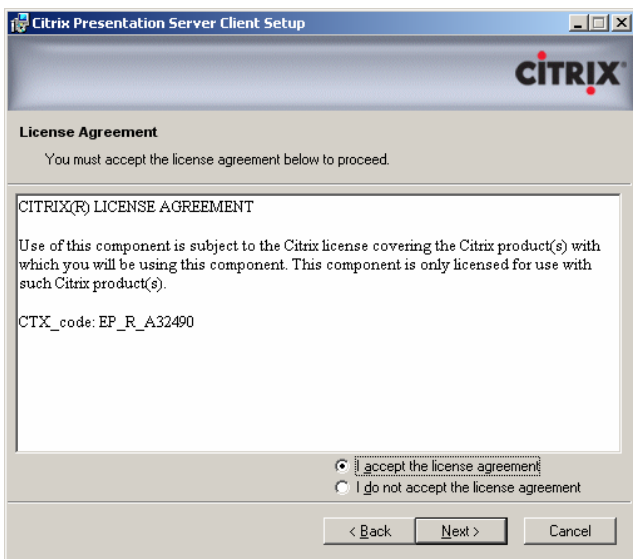 Citrix Presentation Server Client Setup
CİTRIX
License Agreement
You must accept the license agreement below to proceed.
CITRIX(R) LICENSE AGREEMENT
Use of this component is subject to the Citrix license covering the Citrix product(s) with
which you will be using this component. This component is only licensed for use with
such Citrix product(s).
CTX_code: EP_R_A32490
I accept the license agreement
I do not accept the license agreement
< Back Next > Cancel